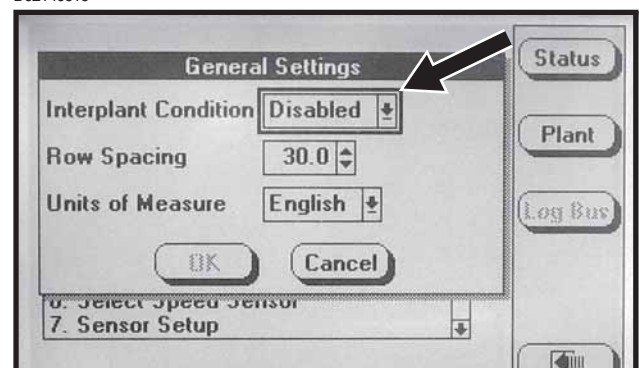 General Settings
Interplant Condition Disabled
Row Spacing 30.0
Units of Measure English
OK Cancel
7. Sensor Setup
Status
Plant
Log Bus